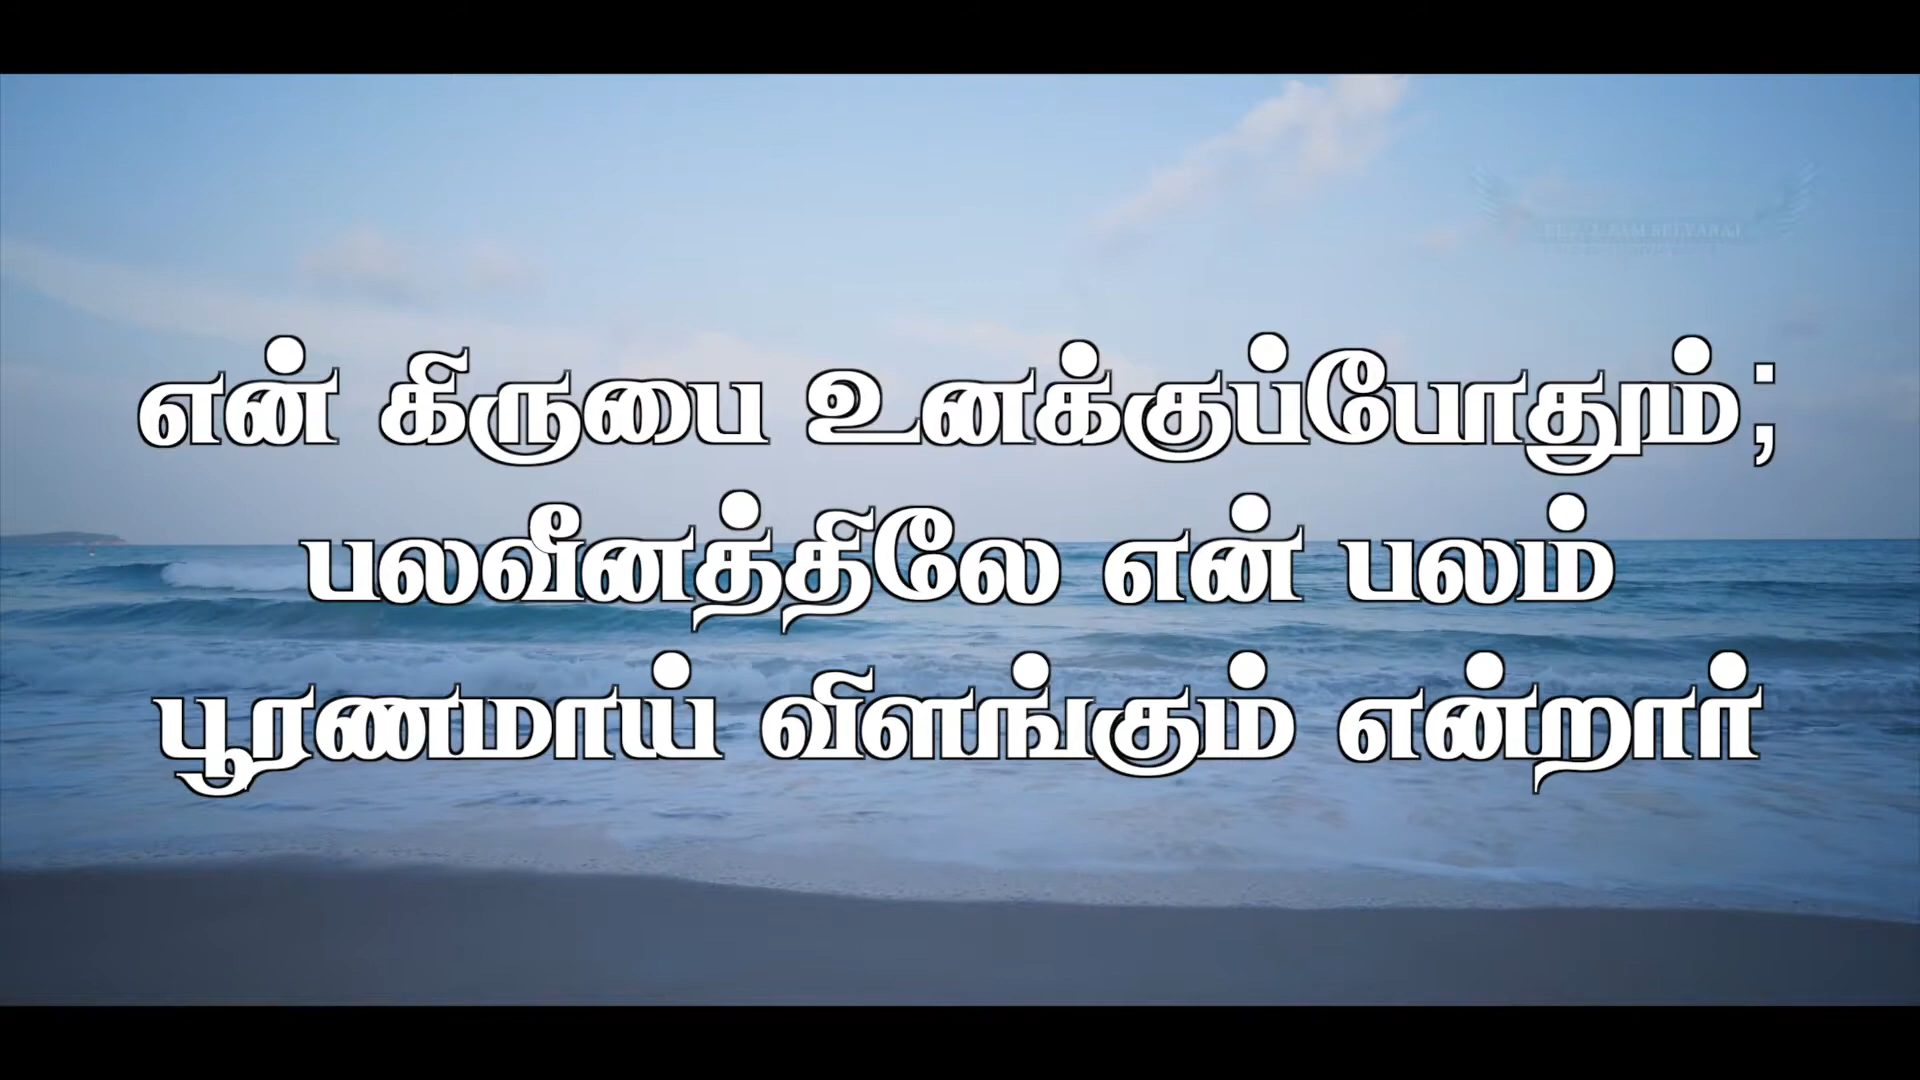 என் கிருபை உனக்குப்போதும்;
பலவீனத்திலே என் பலம்
பூரணமாய் விளங்கும் என்றார்